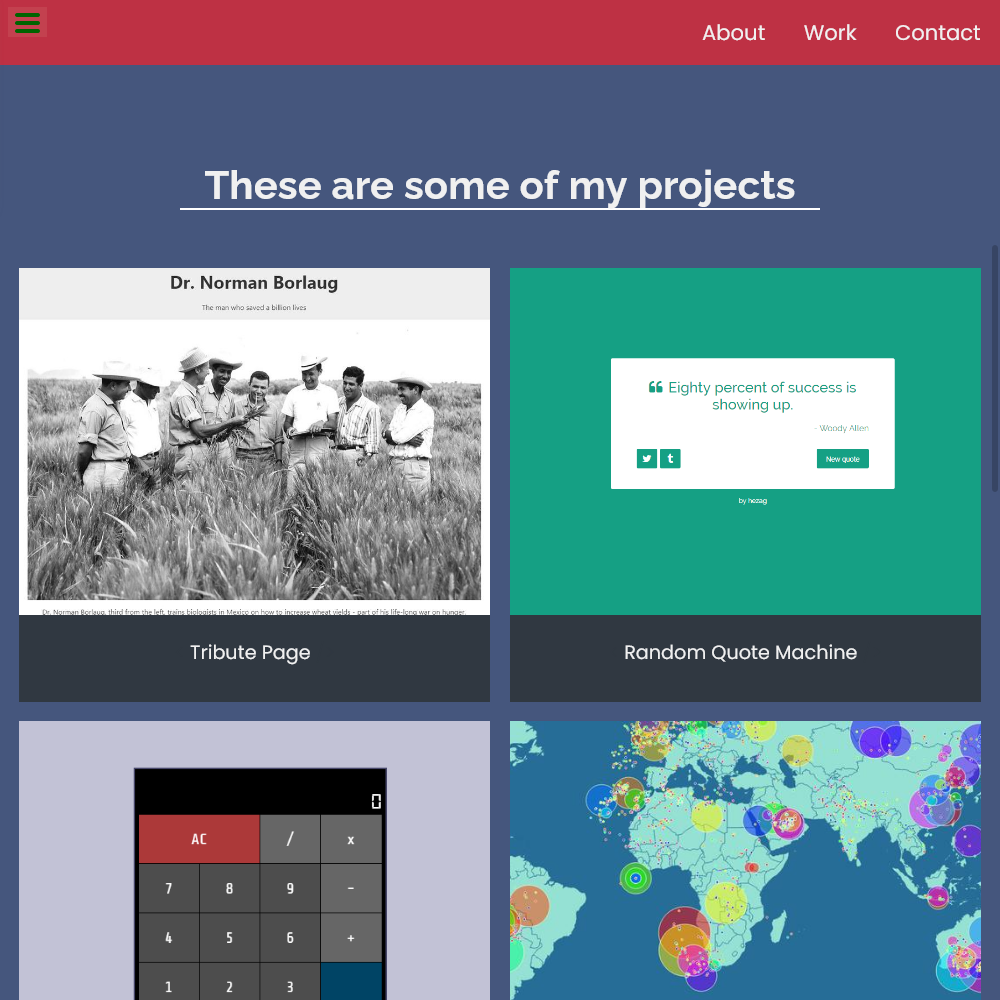 About Work Contact
These are some of my projects
Dr. Norman Borlaug
The man who saved a billion lives
Dr. Norman Borlaug, third from the left, trains biologists in Mexico on how to increase wheat yields - part of his life-long war on hunger.
Tribute Page
❝ Eighty percent of success is
showing up.
- Woody Allen
New quote
by hezag
Random Quote Machine
0
AC / x
7 8 9 -
4 5 6 +
1 2 3